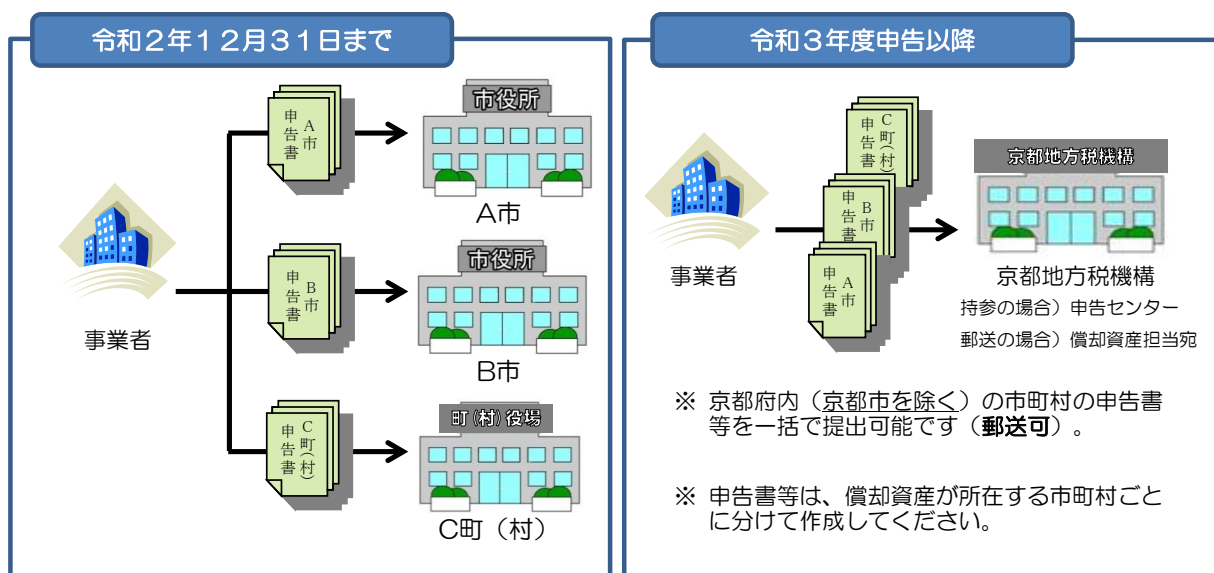 令和２年１２月３１日まで
事業者
A市
申告書
市役所
A市
B市
申告書
市役所
B市
C町（村）
申告書
町（村）役場
C町（村）
令和３年度申告以降
事業者
C町（村）
申告書
B市
申告書
A市
申告書
京都地方税機構
京都地方税機構
持参の場合）申告センター
郵送の場合）償却資産担当宛
※ 京都府内（京都市を除く）の市町村の申告書
等を一括で提出可能です（郵送可）。
※ 申告書等は、償却資産が所在する市町村ごと
に分けて作成してください。